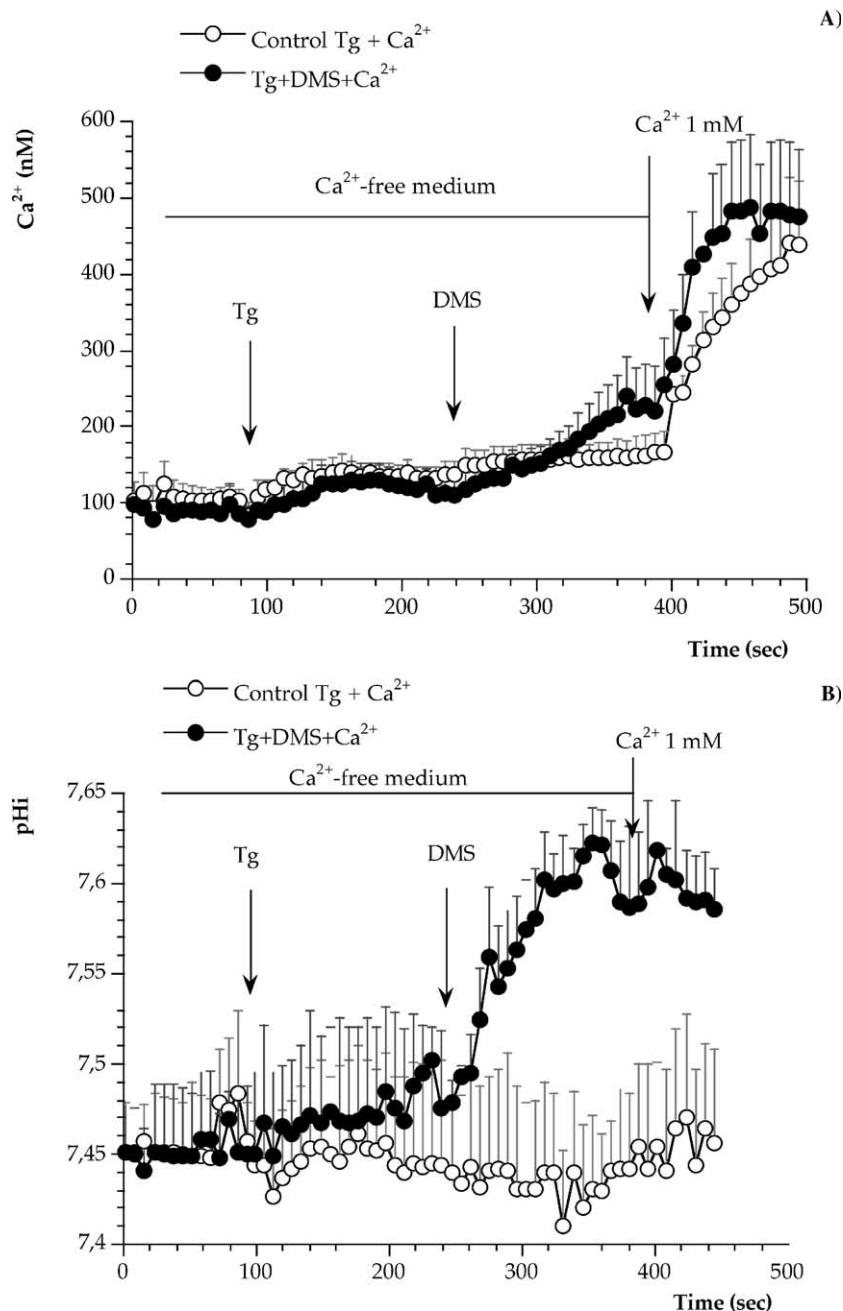 A)
Control Tg + Ca²⁺
Tg+DMS+Ca²⁺
Ca²⁺ 1 mM
600
Ca²⁺-free medium
500
Ca²⁺ (nM)
400
Tg
DMS
300
200
100
0
0 100 200 300 400 500
Time (sec)
B)
Control Tg + Ca²⁺
Tg+DMS+Ca²⁺
Ca²⁺ 1 mM
Ca²⁺-free medium
7,65
pHi
Tg
DMS
7,6
7,55
7,5
7,45
7,4
0 100 200 300 400 500
Time (sec)